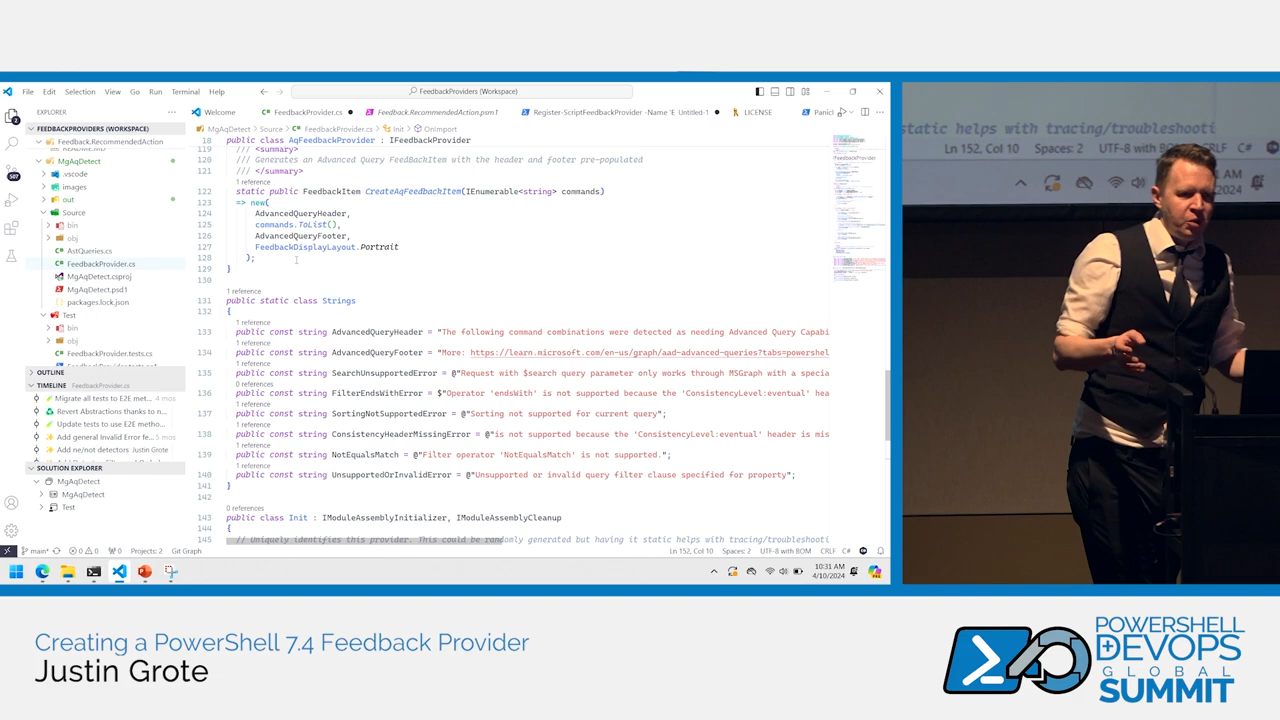 File Edit Selection View Go Run Terminal Help
FeedbackProviders (Workspace)
EXPLORER
Welcome
FeedbackProvider.cs
Feedback.RecommendedAction.psm1
Register-ScriptFeedbackProvider -Name 'E Untitled-1
LICENSE
Panici
FEEDBACKPROVIDERS (WORKSPACE)
Feedback.RecommendedAction
MgAqDetect
.vscode
images
out
Source
bin
obj
FastQueries.cs
FeedbackProvider.cs
MgAqDetect.csproj
MgAqDetect.psd1
packages.lock.json
Test
bin
obj
FeedbackProvider.tests.cs
OUTLINE
TIMELINE FeedbackProvider.cs
Migrate all tests to E2E met... 4 mos
Revert Abstractions thanks to n...
Update tests to use E2E metho...
Add general Invalid Error fe... 5 mos
Add ne/not detectors Justin Grote
SOLUTION EXPLORER
MgAqDetect
MgAqDetect
Test
MgAqDetect > Source > FeedbackProvider.cs > Init > OnImport
18 public class AqFeedbackProvider : IFeedbackProvider
119 /// <summary>
120 /// Generates an Advanced Query FeedbackItem with the header and footer pre-populated
121 /// </summary>
1 reference
122 static public FeedbackItem CreateAqFeedbackItem(IEnumerable<string> commands)
123 => new(
124 AdvancedQueryHeader,
125 commands.ToList(),
126 AdvancedQueryFooter,
127 FeedbackDisplayLayout.Portrait
128 );
129 }
130
1 reference
131 public static class Strings
132 {
1 reference
133 public const string AdvancedQueryHeader = "The following command combinations were detected as needing Advanced Query Capabi
1 reference
134 public const string AdvancedQueryFooter = "More: https://learn.microsoft.com/en-us/graph/aad-advanced-queries?tabs=powershel
1 reference
135 public const string SearchUnsupportedError = @"Request with $search query parameter only works through MSGraph with a specia
0 references
136 public const string FilterEndsWithError = $"Operator 'endsWith' is not supported because the 'ConsistencyLevel:eventual' hea
1 reference
137 public const string SortingNotSupportedError = @"Sorting not supported for current query";
1 reference
138 public const string ConsistencyHeaderMissingError = @"is not supported because the 'ConsistencyLevel:eventual' header is mis
1 reference
139 public const string NotEqualsMatch = @"Filter operator 'NotEqualsMatch' is not supported.";
1 reference
140 public const string UnsupportedOrInvalidError = @"Unsupported or invalid query filter clause specified for property";
141 }
142
0 references
143 public class Init : IModuleAssemblyInitializer, IModuleAssemblyCleanup
144 {
145 // Uniquely identifies this provider. This could be randomly generated but having it static helps with tracing/troubleshooti
main* 0 0 0 Projects: 2 Git Graph
Ln 152, Col 10 Spaces: 2 UTF-8 with BOM CRLF C#
10:31 AM
4/10/2024
static helps with tracing/troubleshooti
Ln 152, Spaces: 2
Creating a PowerShell 7.4 Feedback Provider
Justin Grote
POWERSHELL
DEVOPS
GLOBAL
SUMMIT